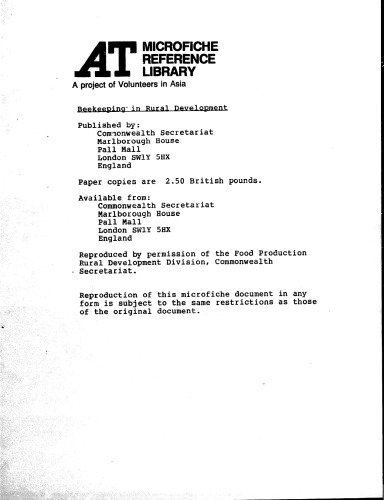 AT MICROFICHE
REFERENCE
LIBRARY
A project of Volunteers in Asia
Beekeeping in Rural Development
Published by:
Commonwealth Secretariat
Marlborough House
Pall Mall
London SW1Y 5HX
England
Paper copies are 2.50 British pounds.
Available from:
Commonwealth Secretariat
Marlborough House
Pall Mall
London SW1Y 5HX
England
Reproduced by permission of the Food Production
Rural Development Division, Commonwealth
Secretariat.
Reproduction of this microfiche document in any
form is subject to the same restrictions as those
of the original document.